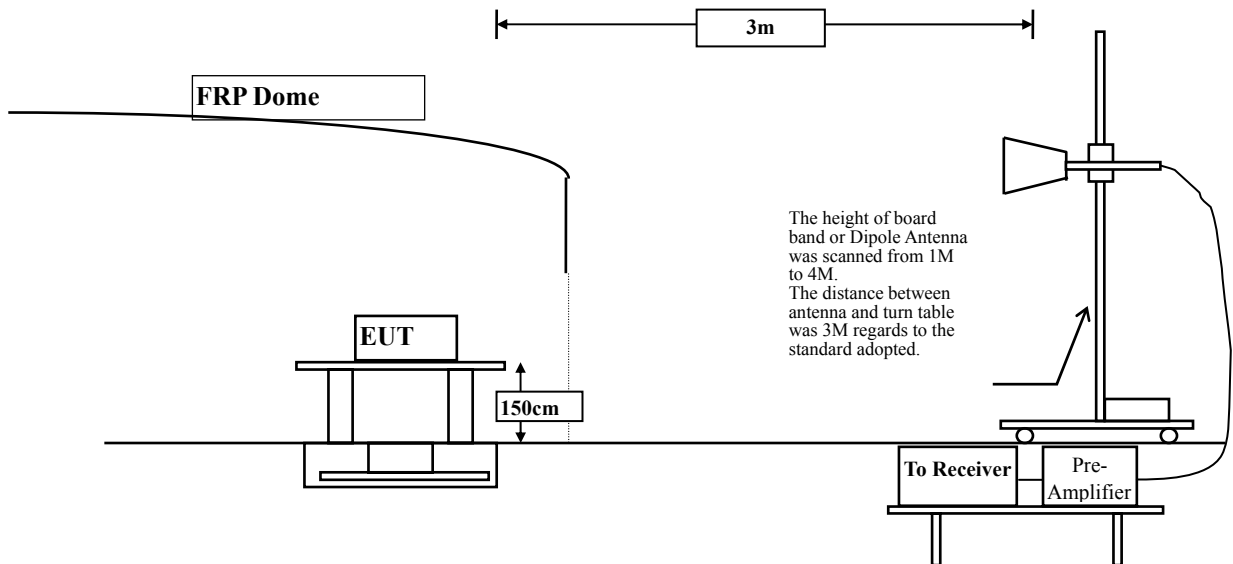 3m
FRP Dome
The height of board
band or Dipole Antenna
was scanned from 1M
to 4M.
The distance between
antenna and turn table
was 3M regards to the
standard adopted.
EUT
150cm
To Receiver
Pre-
Amplifier